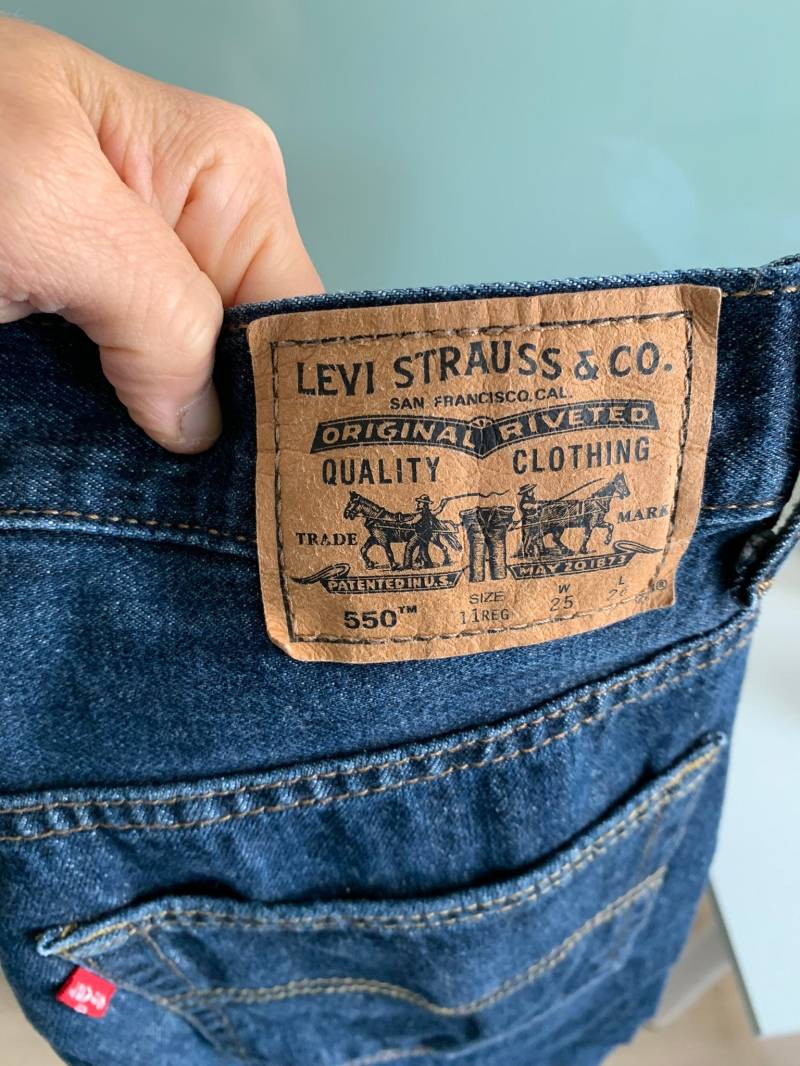 LEVI STRAUSS & CO.
SAN FRANCISCO, CAL.
ORIGINAL RIVETED
QUALITY CLOTHING
TRADE MARK
PATENTED IN U.S. MAY 20 1873
SIZE W L
550™ 11REG 25 ®